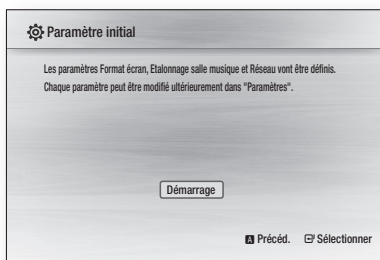 Paramètre initial
Les paramètres Format écran, Etalonnage salle musique et Réseau vont être définis.
Chaque paramètre peut être modifié ultérieurement dans "Paramètres".
Démarrage
A Précéd. Sélectionner